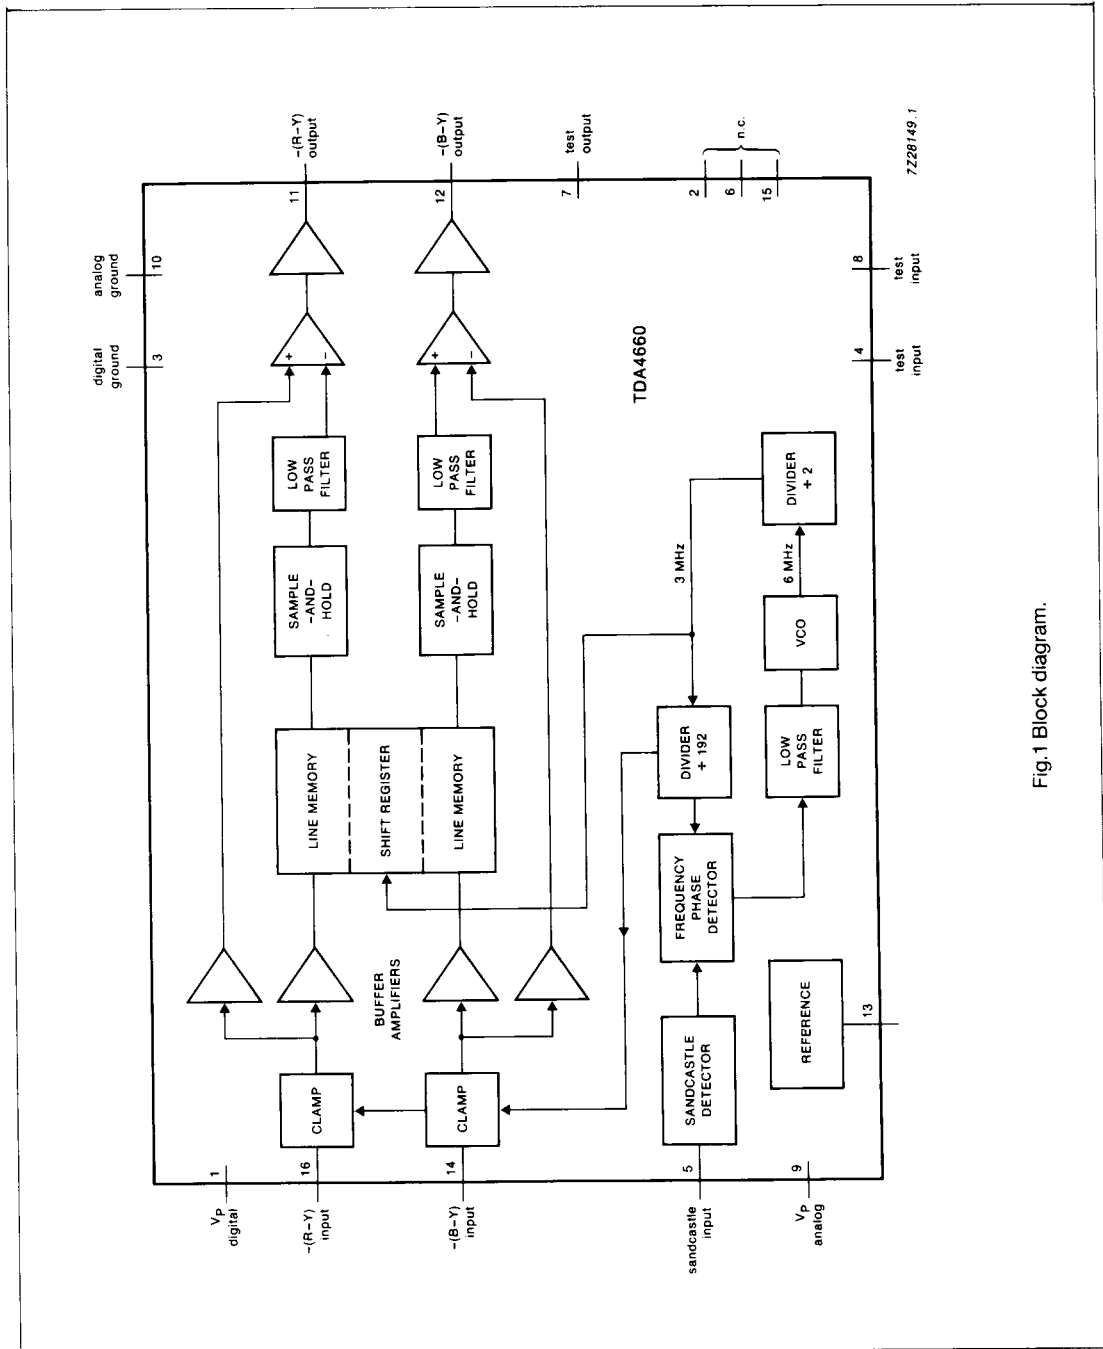 analog
ground
10
digital
ground
3
-(R-Y)
output
11
-(B-Y)
output
12
test
output
7
n.c.
2
6
15
7Z28149.1
+
-
+
-
LOW
PASS
FILTER
LOW
PASS
FILTER
SAMPLE
-AND-
HOLD
SAMPLE
-AND-
HOLD
LINE MEMORY
SHIFT REGISTER
LINE MEMORY
BUFFER
AMPLIFIERS
CLAMP
CLAMP
TDA4660
3 MHz
6 MHz
DIVIDER
÷ 2
VCO
LOW
PASS
FILTER
DIVIDER
÷ 192
FREQUENCY
PHASE
DETECTOR
SANDCASTLE
DETECTOR
REFERENCE
1
VP
digital
16
-(R-Y)
input
14
-(B-Y)
input
5
sandcastle
input
9
VP
analog
13
4
test
input
8
test
input
Fig.1 Block diagram.